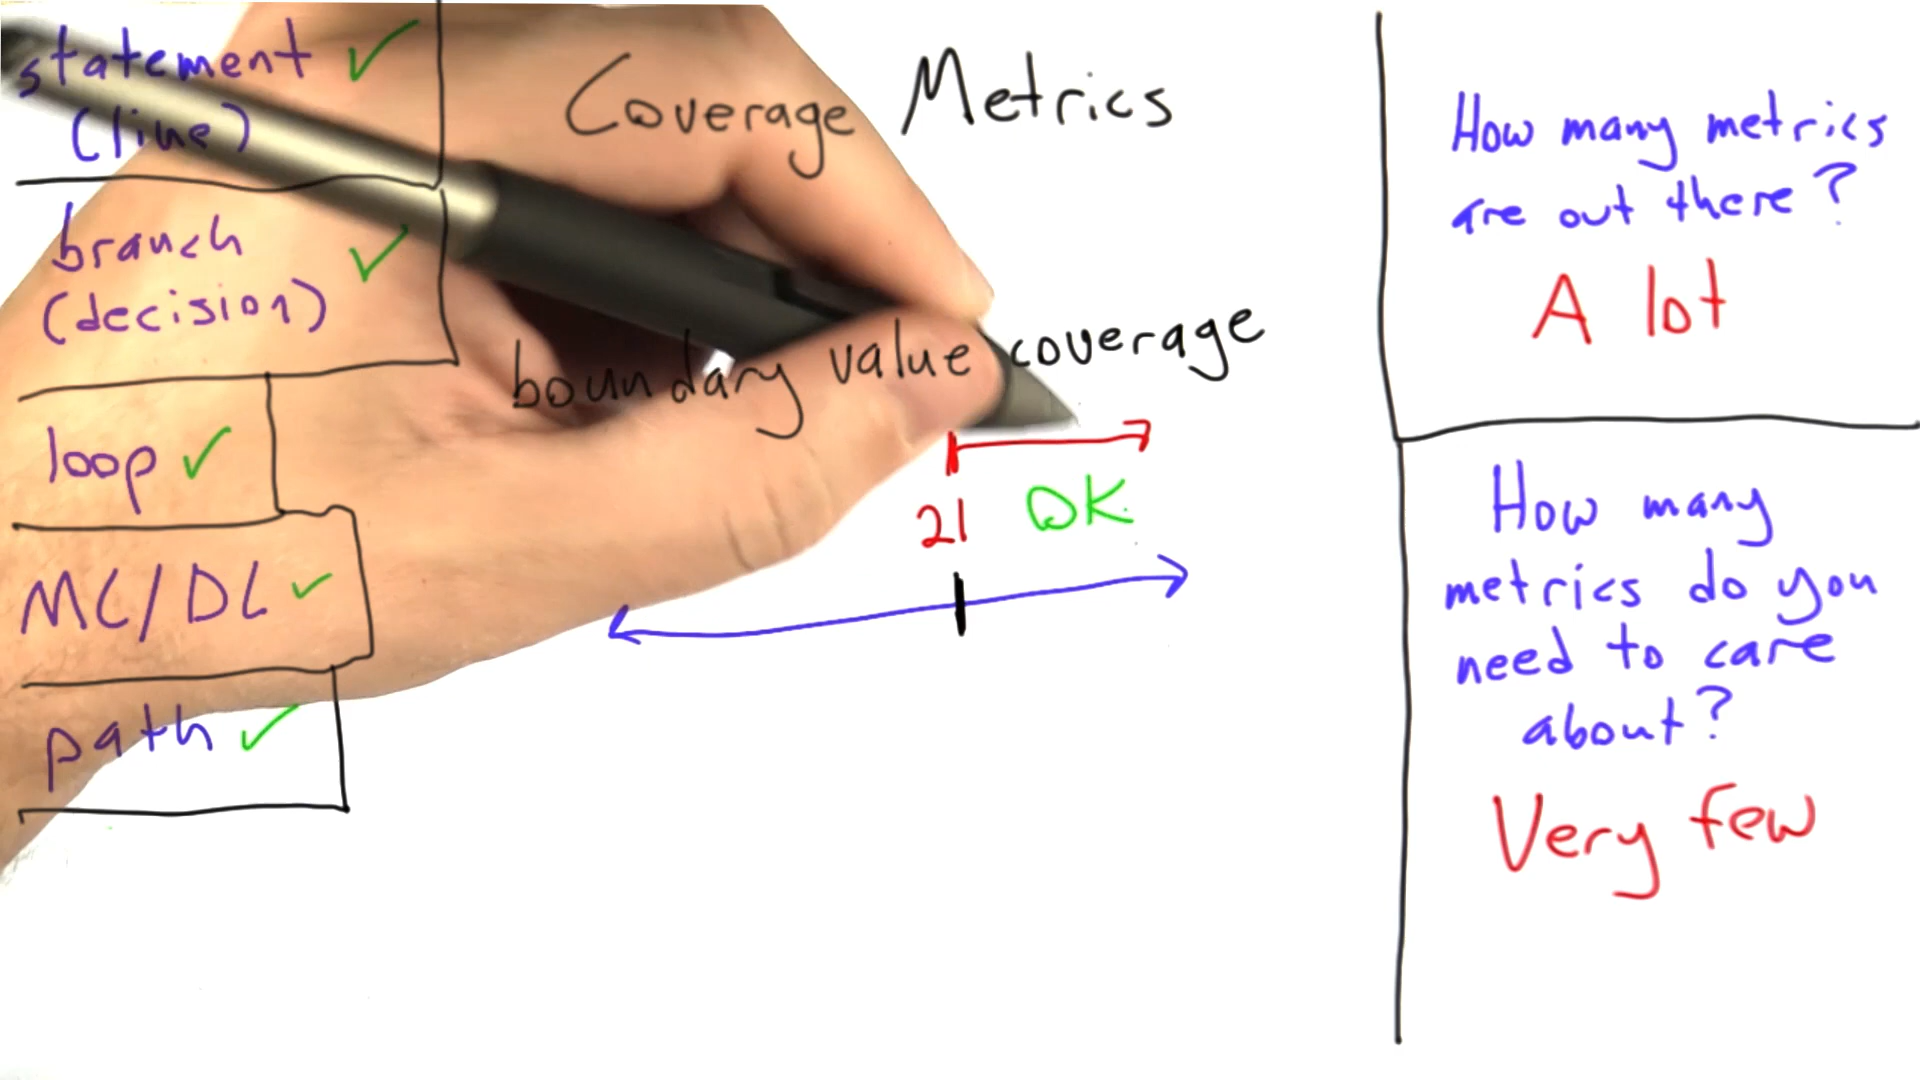 statement
(line)
branch
(decision)
loop
MC/DC
path
Coverage Metrics
boundary value coverage
21 OK
How many metrics
are out there?
A lot
How many
metrics do you
need to care
about?
Very few